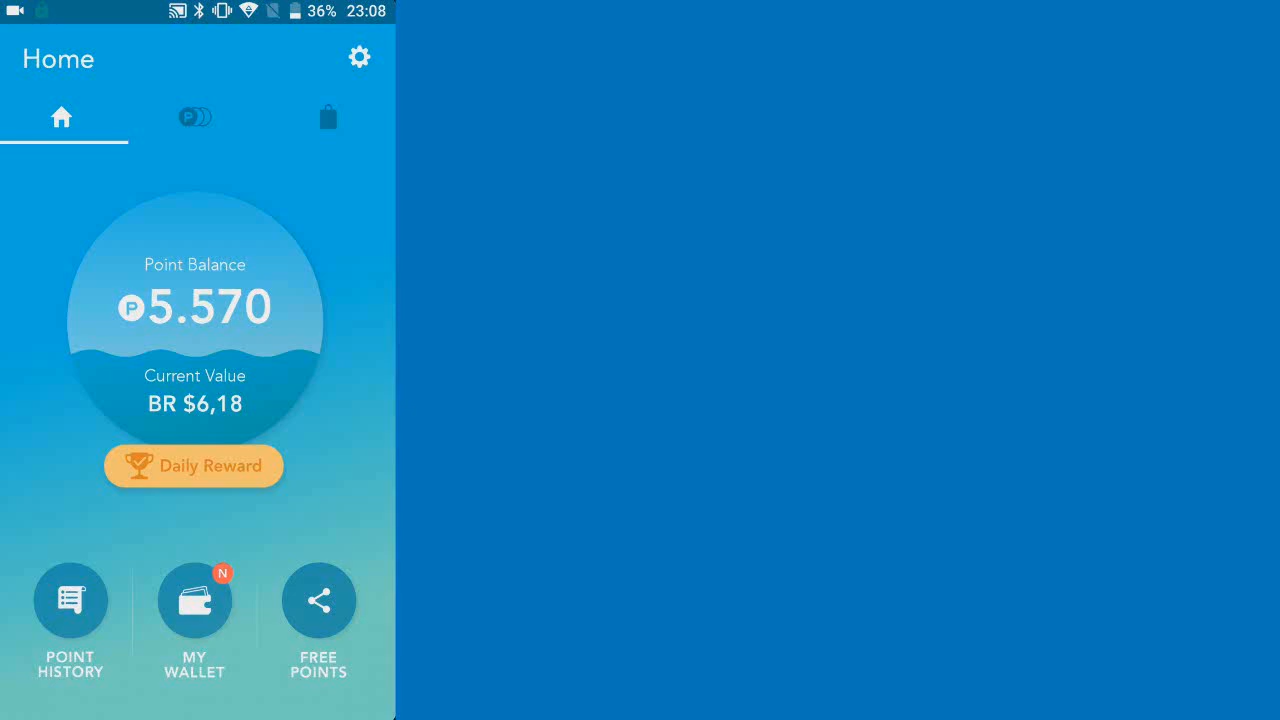 36% 23:08
Home
P
Point Balance
P 5.570
Current Value
BR $6,18
Daily Reward
N
POINT
HISTORY
MY
WALLET
FREE
POINTS